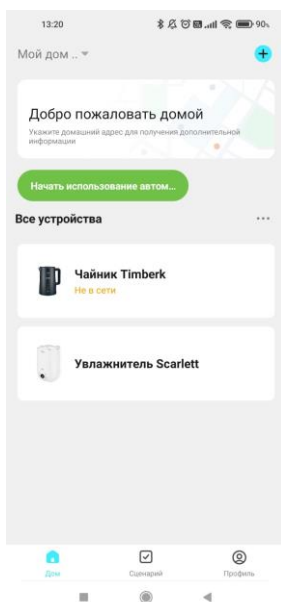 13:20
90%
Мой дом ..
Добро пожаловать домой
Укажите домашний адрес для получения дополнительной
информации
Начать использование автом...
Все устройства
Чайник Timberk
Не в сети
Увлажнитель Scarlett
Дом
Сценарий
Профиль